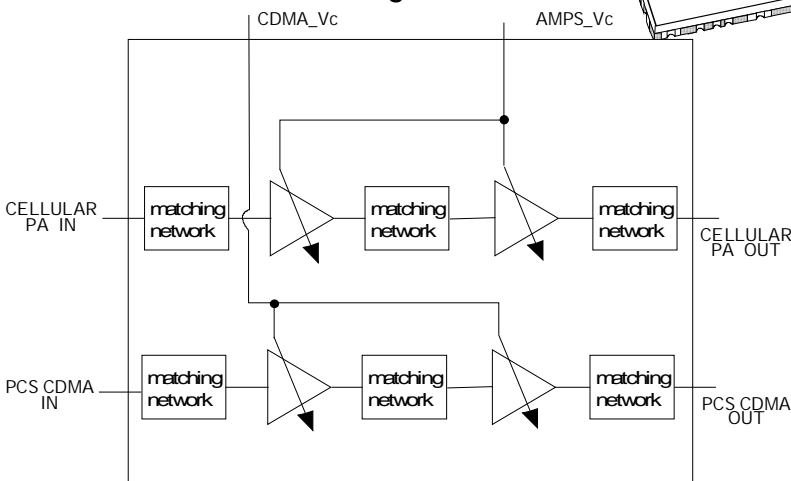 CDMA_Vc
AMPS_Vc
CELLULAR
PA IN
matching
network
matching
network
matching
network
CELLULAR
PA OUT
PCS CDMA
IN
matching
network
matching
network
matching
network
PCS CDMA
OUT